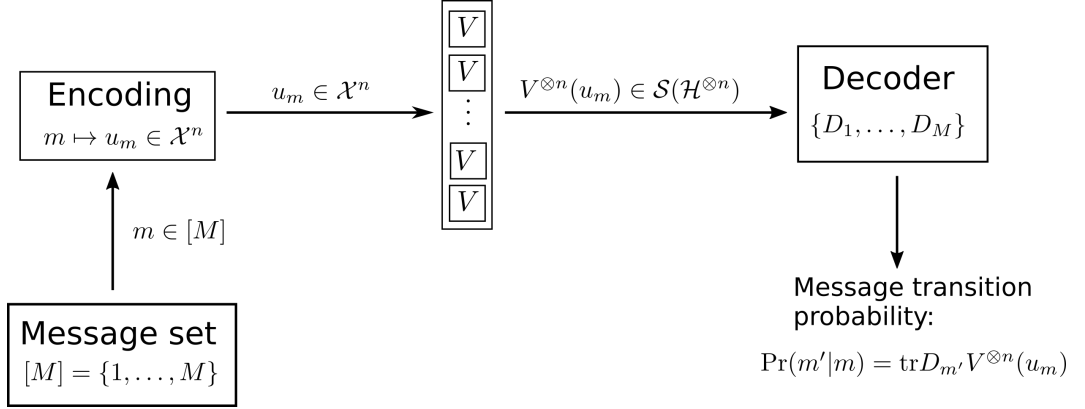 Encoding
m ↦ u_m ∈ 𝒳^n
u_m ∈ 𝒳^n
V
V
⋮
V
V
V^{⊗n}(u_m) ∈ 𝒮(ℋ^{⊗n})
Decoder
{D_1, . . . , D_M}
m ∈ [M]
Message set
[M] = {1, . . . , M}
Message transition
probability:
Pr(m′|m) = trD_{m′}V^{⊗n}(u_m)